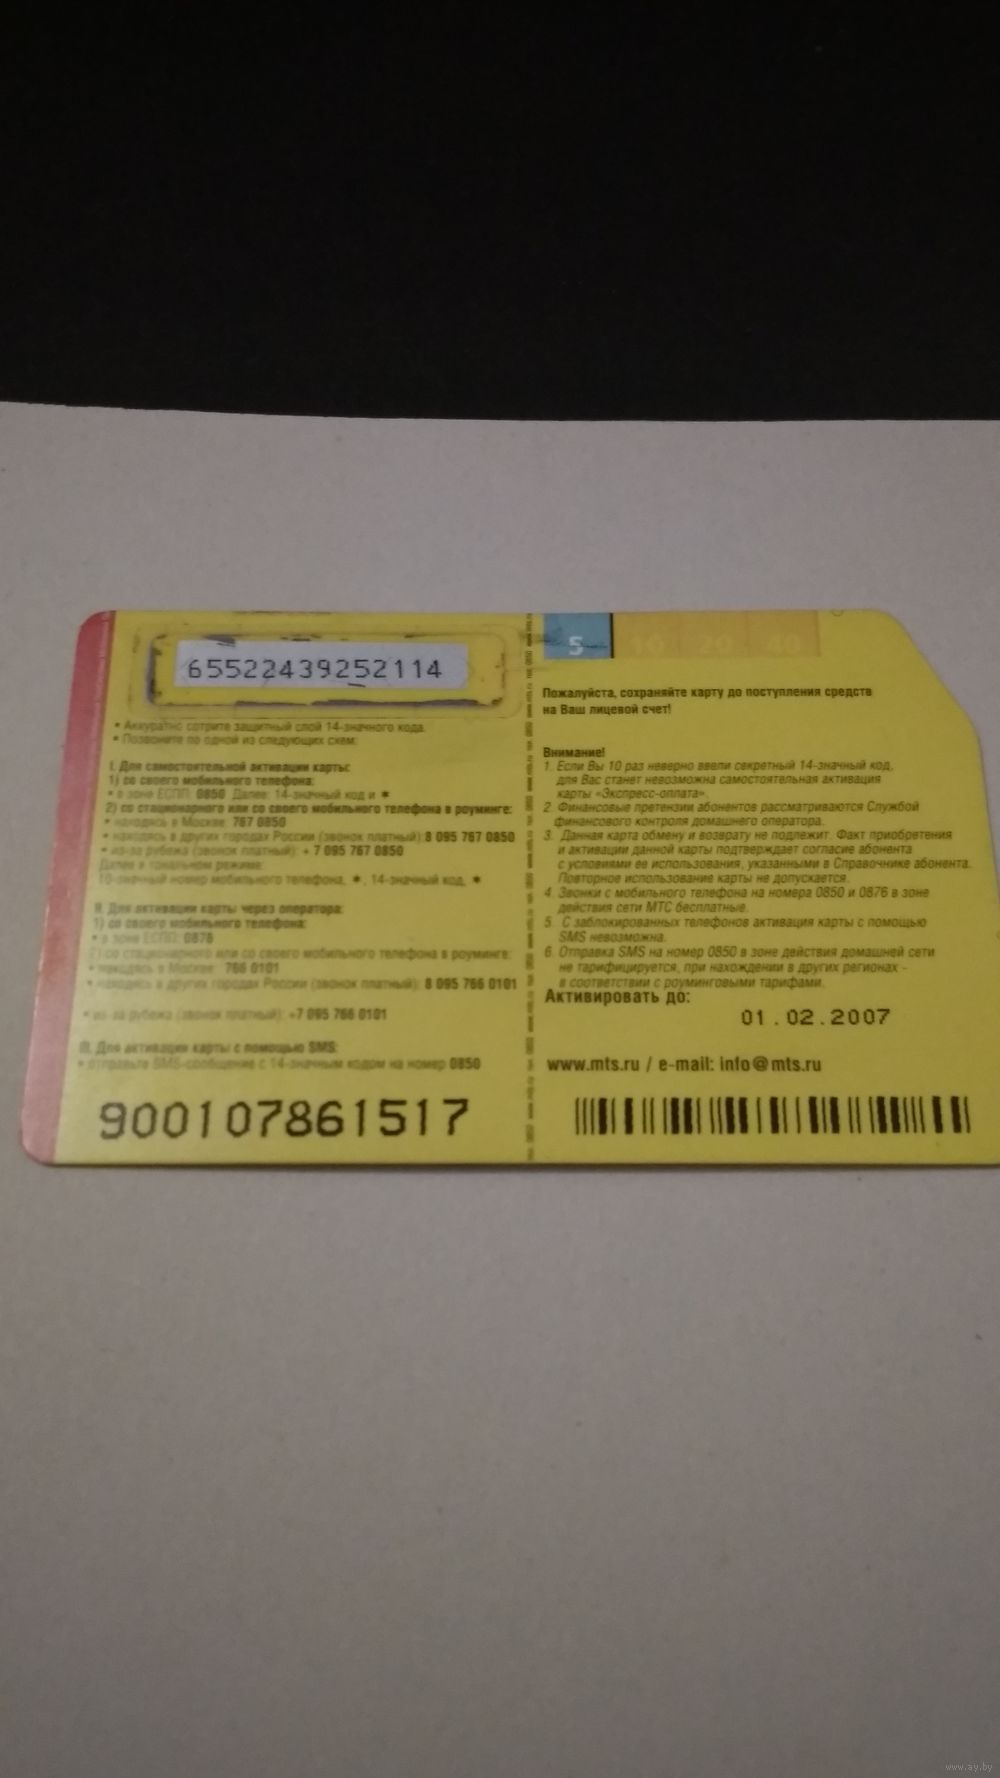 65522439252114
• Аккуратно сотрите защитный слой 14-значного кода.
• Позвоните по одной из следующих схем:
I. Для самостоятельной активации карты:
1) со своего мобильного телефона:
• в зоне ЕСПП: 0850 Далее: 14-значный код и *
2) со стационарного или со своего мобильного телефона в роуминге:
• находясь в Москве: 767 0850
• находясь в других городах России (звонок платный): 8 095 767 0850
• из-за рубежа (звонок платный): + 7 095 767 0850
Далее в тональном режиме:
10-значный номер мобильного телефона, *, 14-значный код, *
II. Для активации карты через оператора:
1) со своего мобильного телефона:
• в зоне ЕСПП: 0876
2) со стационарного или со своего мобильного телефона в роуминге:
• находясь в Москве: 766 0101
• находясь в других городах России (звонок платный): 8 095 766 0101
• из-за рубежа (звонок платный): +7 095 766 0101
III. Для активации карты с помощью SMS:
• отправьте SMS-сообщение с 14-значным кодом на номер 0850
900107861517
5 10 20 40
Пожалуйста, сохраняйте карту до поступления средств
на Ваш лицевой счет!
Внимание!
1. Если Вы 10 раз неверно ввели секретный 14-значный код,
для Вас станет невозможна самостоятельная активация
карты «Экспресс-оплата».
2. Финансовые претензии абонентов рассматриваются Службой
финансового контроля домашнего оператора.
3. Данная карта обмену и возврату не подлежит. Факт приобретения
и активации данной карты подтверждает согласие абонента
с условиями ее использования, указанными в Справочнике абонента.
Повторное использование карты не допускается.
4. Звонки с мобильного телефона на номера 0850 и 0876 в зоне
действия сети МТС бесплатные.
5. С заблокированных телефонов активация карты с помощью
SMS невозможна.
6. Отправка SMS на номер 0850 в зоне действия домашней сети
не тарифицируется, при нахождении в других регионах -
в соответствии с роуминговыми тарифами.
Активировать до:
01.02.2007
www.mts.ru / e-mail: info@mts.ru
www.ay.by